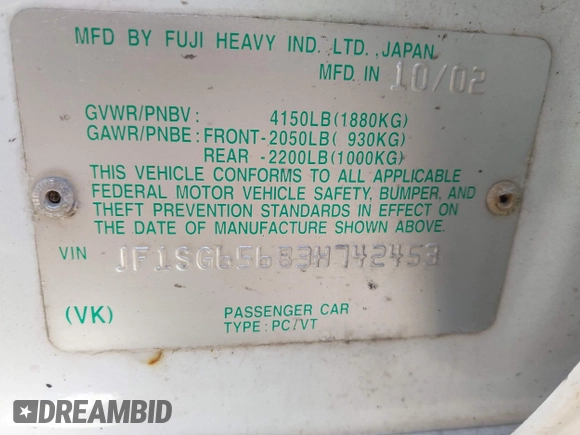 MFD BY FUJI HEAVY IND. LTD. JAPAN
MFD. IN 10/02
GVWR/PNBV: 4150LB(1880KG)
GAWR/PNBE: FRONT-2050LB( 930KG)
REAR -2200LB(1000KG)
THIS VEHICLE CONFORMS TO ALL APPLICABLE
FEDERAL MOTOR VEHICLE SAFETY, BUMPER, AND
THEFT PREVENTION STANDARDS IN EFFECT ON
THE DATE OF MANUFACTURE SHOWN ABOVE.
VIN JF1SG65683H742453
(VK) PASSENGER CAR
TYPE: PC/VT
DREAMBID